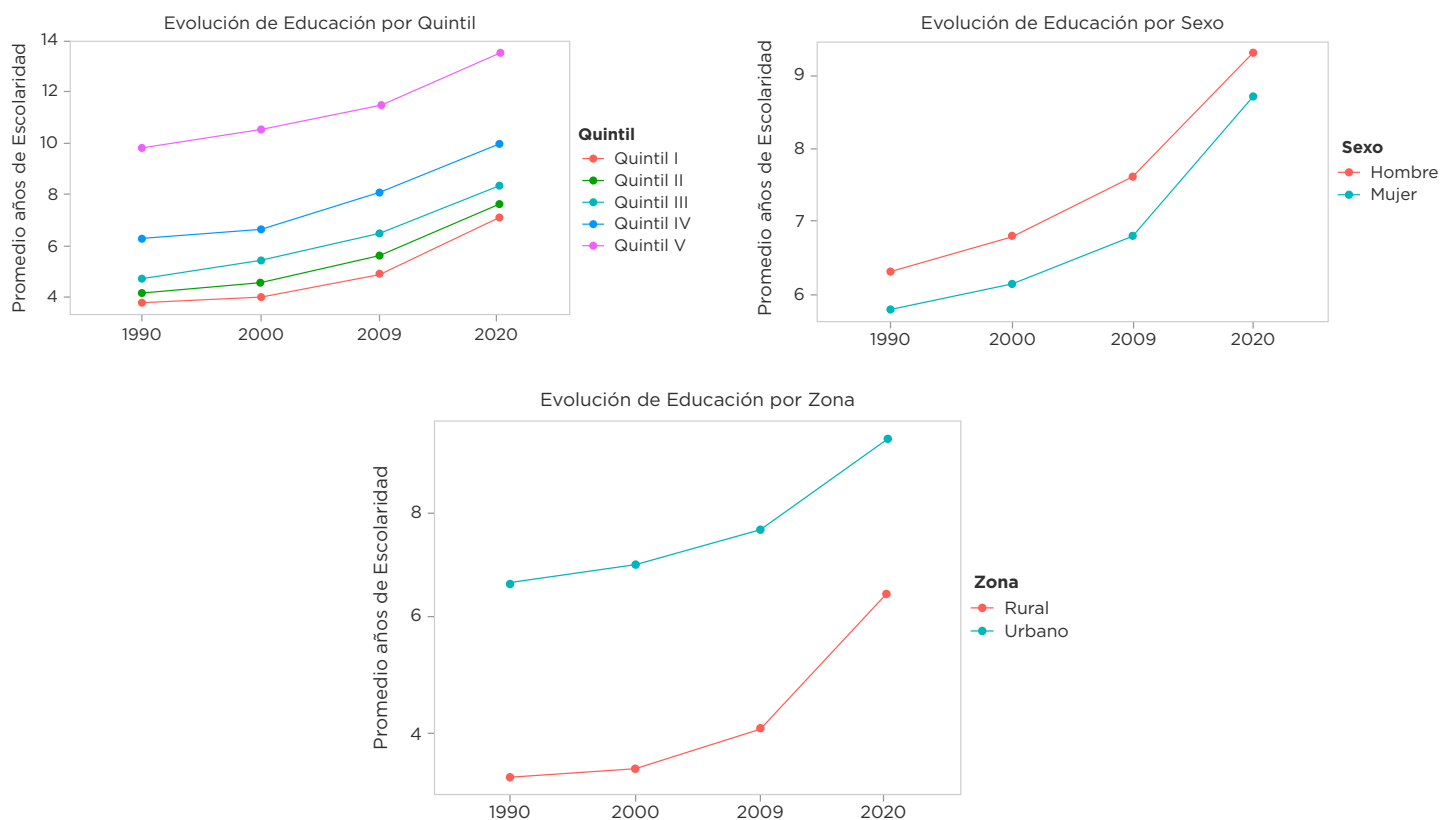 Evolución de Educación por Quintil
Promedio años de Escolaridad
14
12
10
8
6
4
1990 2000 2009 2020
Quintil
Quintil I
Quintil II
Quintil III
Quintil IV
Quintil V
Evolución de Educación por Sexo
Promedio años de Escolaridad
9
8
7
6
1990 2000 2009 2020
Sexo
Hombre
Mujer
Evolución de Educación por Zona
Promedio años de Escolaridad
8
6
4
1990 2000 2009 2020
Zona
Rural
Urbano